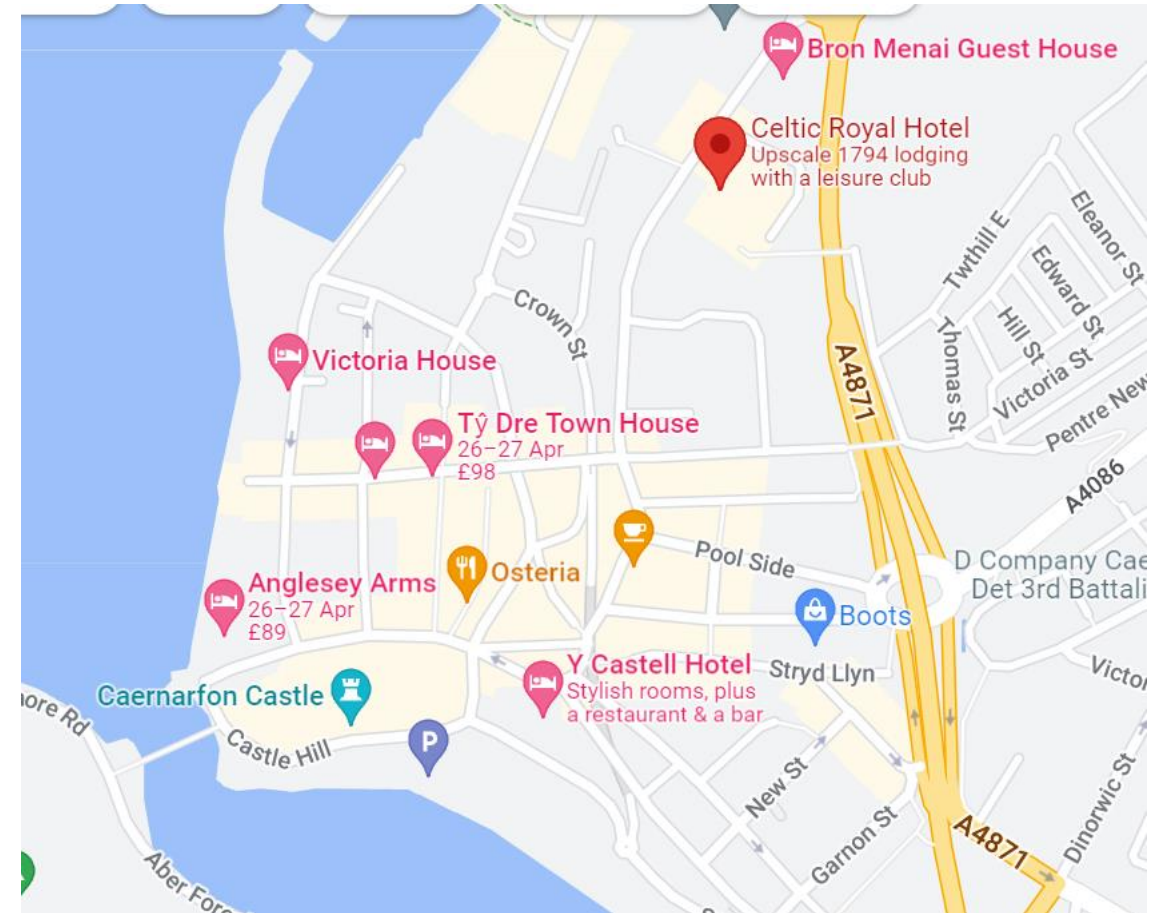 Bron Menai Guest House
Celtic Royal Hotel
Upscale 1794 lodging
with a leisure club
Twthill E
Eleanor St
Edward St
Hill St
Thomas St
Victoria St
Pentre New
Crown St
A4871
Victoria House
Tŷ Dre Town House
26–27 Apr
£98
A4086
Pool Side
D Company Cae
Det 3rd Battali
Osteria
Anglesey Arms
26–27 Apr
£89
Boots
Y Castell Hotel
Stylish rooms, plus
a restaurant & a bar
Stryd Llyn
Victor
Caernarfon Castle
P
ore Rd
Castle Hill
New St
Garnon St
A4871
Dinorwic St
Aber Fore